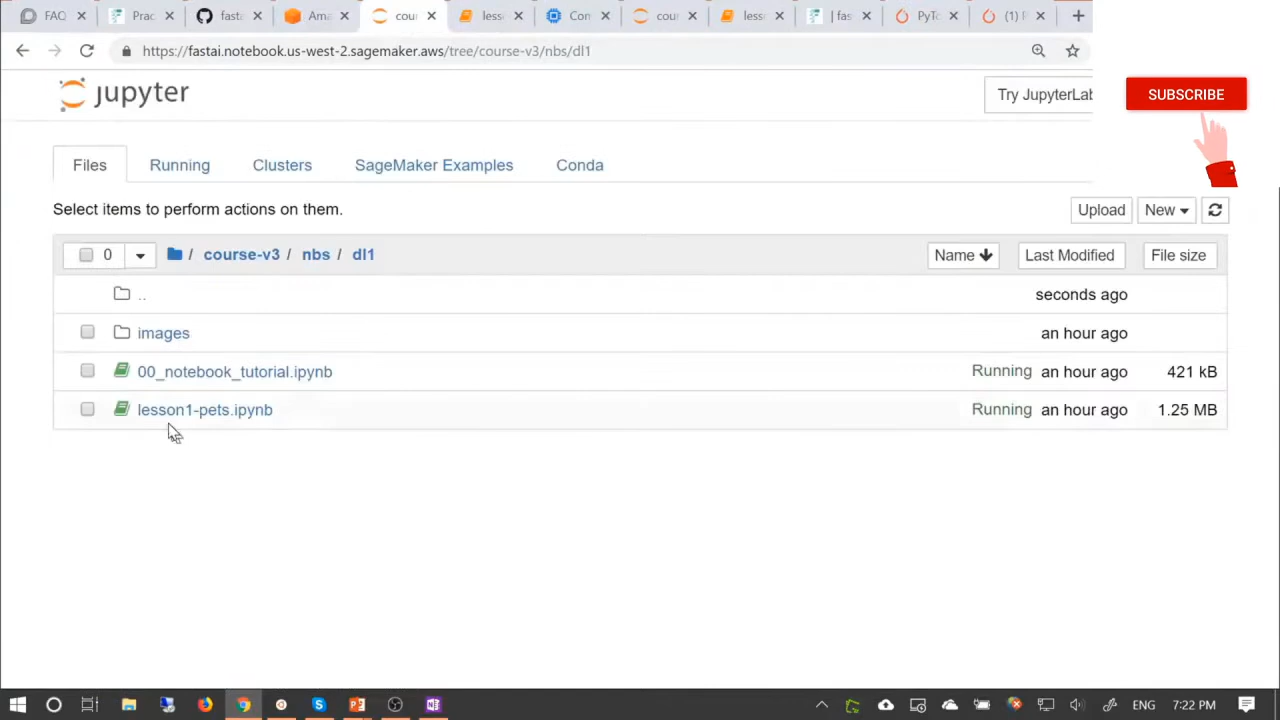 FAQ Prac fasta Ama cou less Con cou less | fas PyTo (1) P
https://fastai.notebook.us-west-2.sagemaker.aws/tree/course-v3/nbs/dl1
jupyter
Try JupyterLab
SUBSCRIBE
Files Running Clusters SageMaker Examples Conda
Select items to perform actions on them.
Upload New
0 / course-v3 / nbs / dl1 Name Last Modified File size
.. seconds ago
images an hour ago
00_notebook_tutorial.ipynb Running an hour ago 421 kB
lesson1-pets.ipynb Running an hour ago 1.25 MB
ENG 7:22 PM